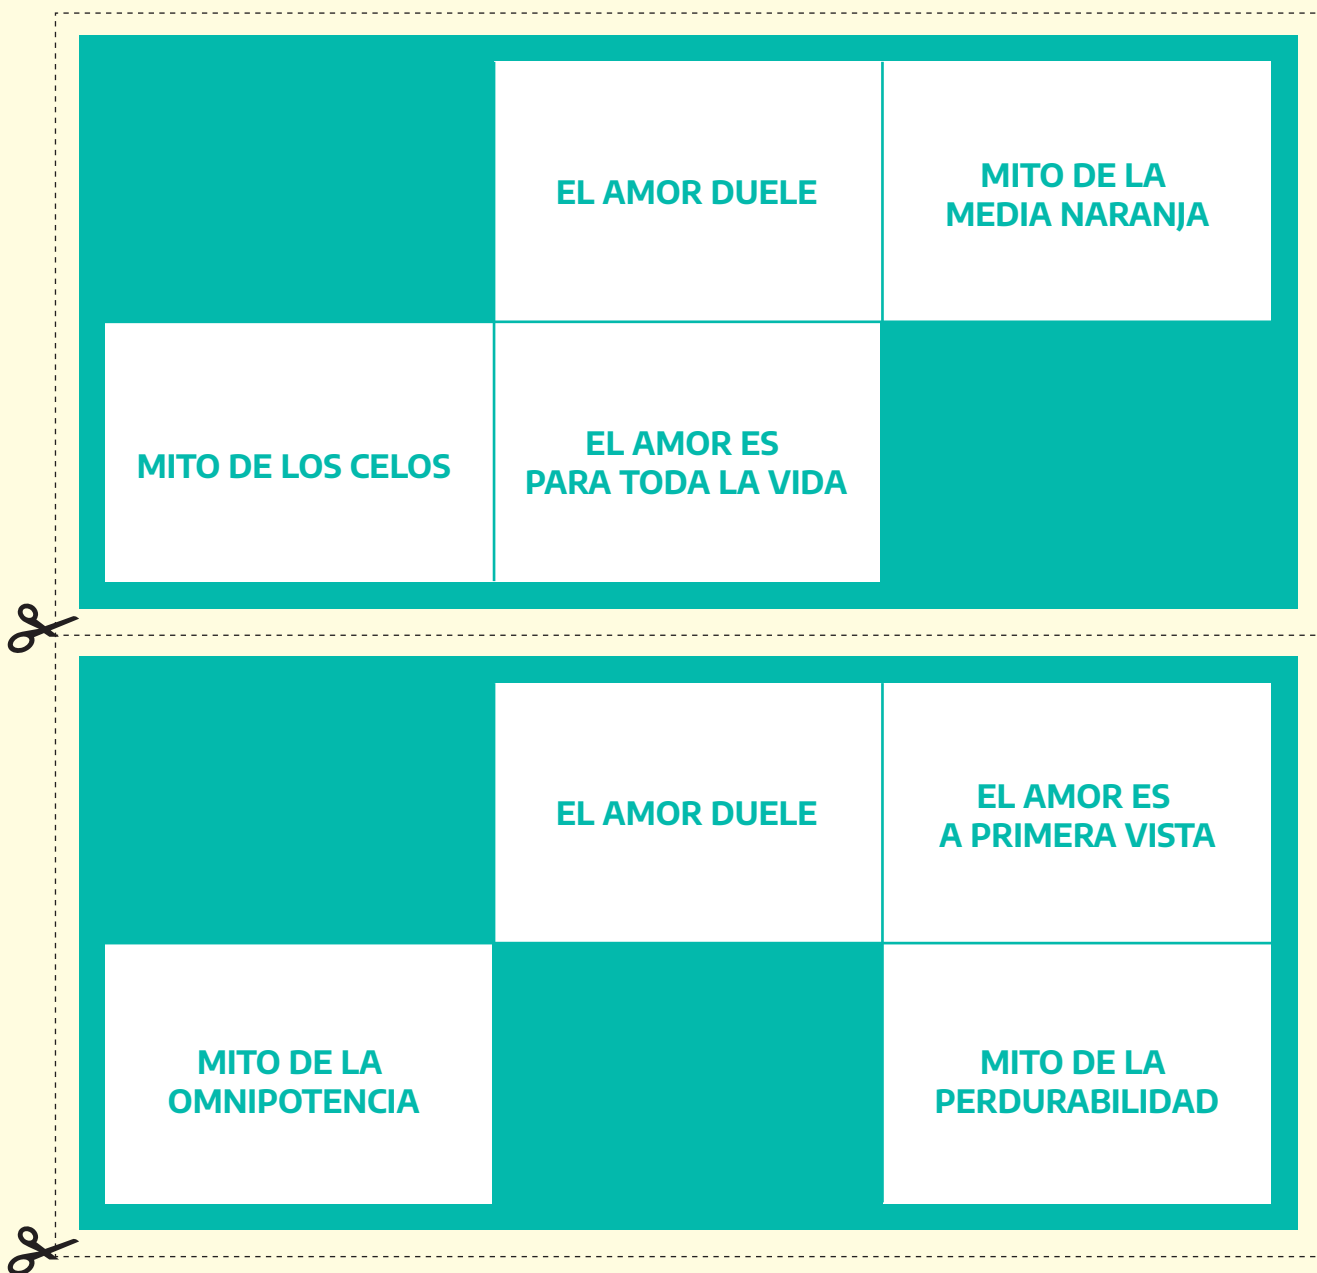 EL AMOR DUELE
MITO DE LA
MEDIA NARANJA
MITO DE LOS CELOS
EL AMOR ES
PARA TODA LA VIDA
EL AMOR DUELE
EL AMOR ES
A PRIMERA VISTA
MITO DE LA
OMNIPOTENCIA
MITO DE LA
PERDURABILIDAD